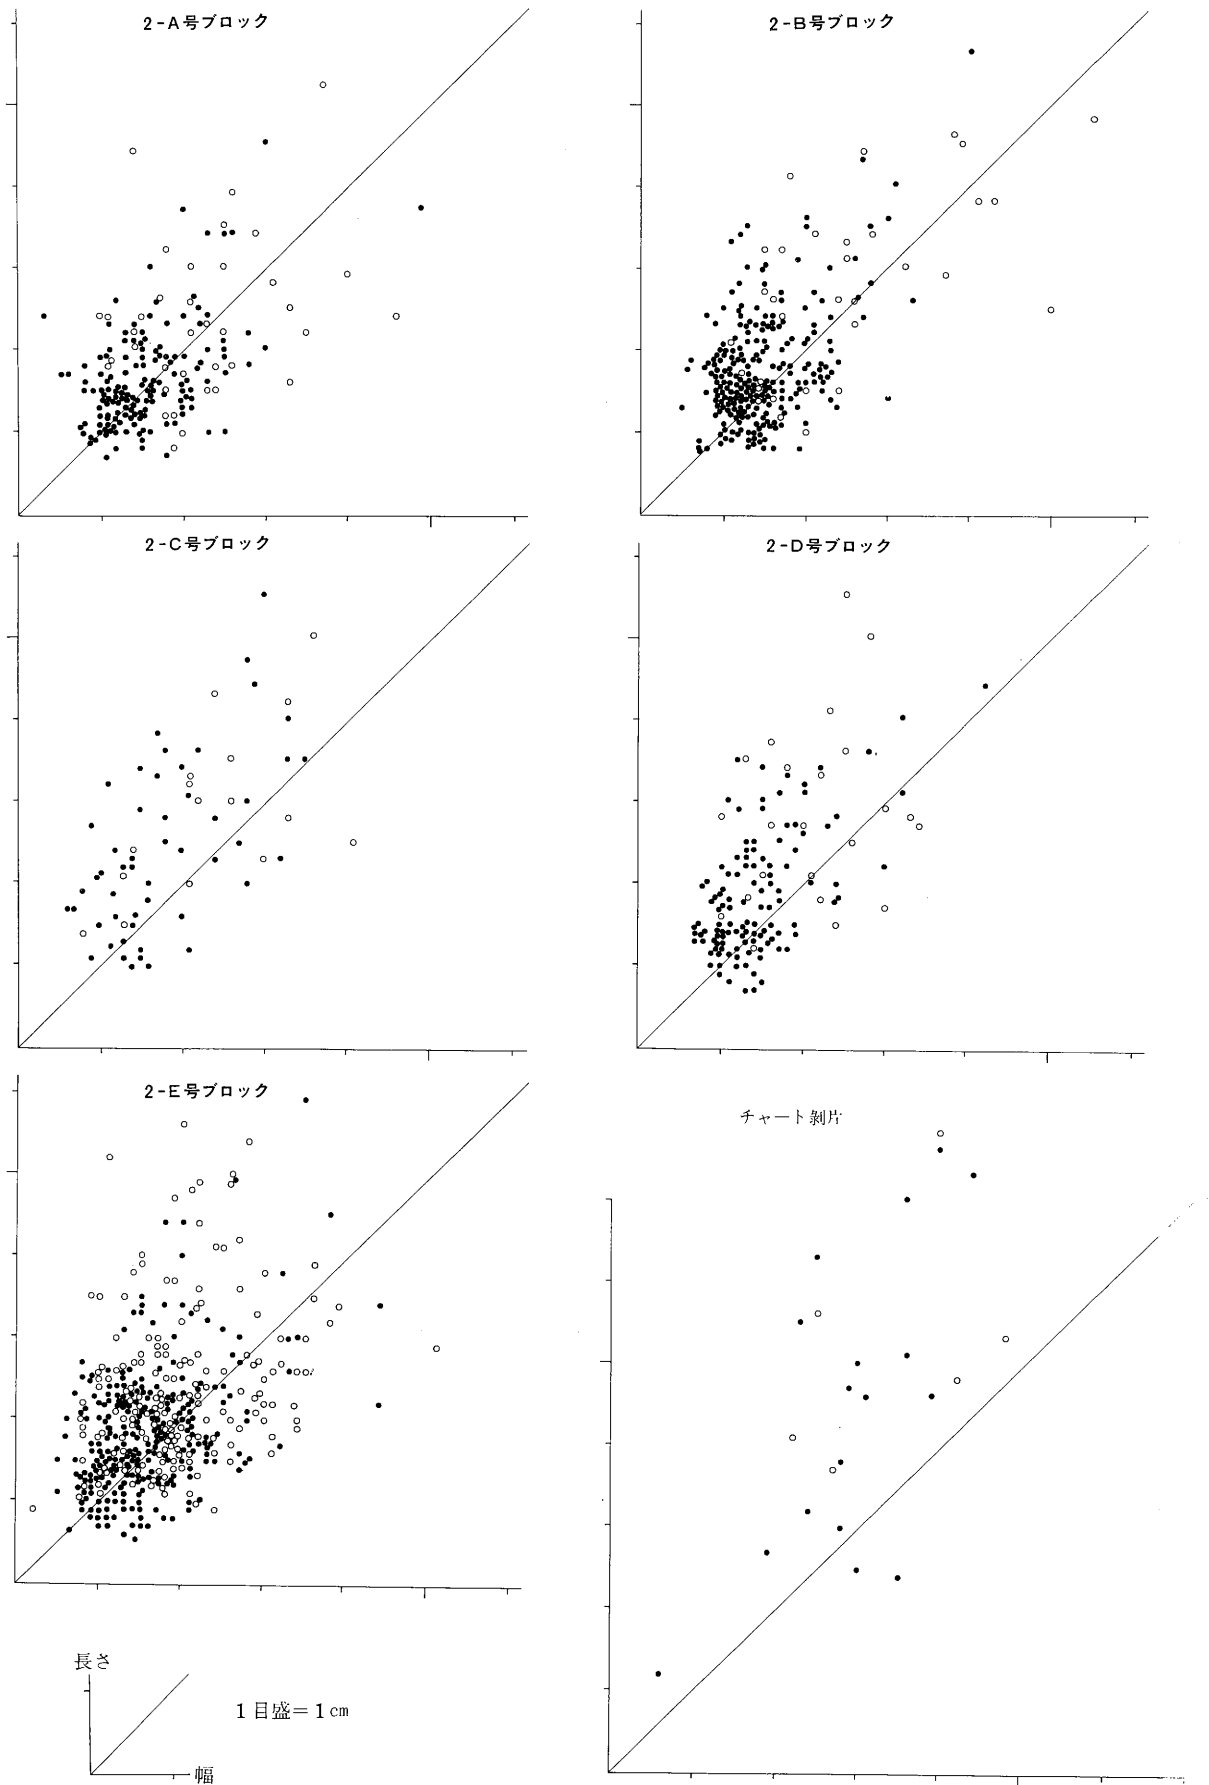 2-A号ブロック
2-B号ブロック
2-C号ブロック
2-D号ブロック
2-E号ブロック
チャート剝片
長さ
1目盛=1cm
幅